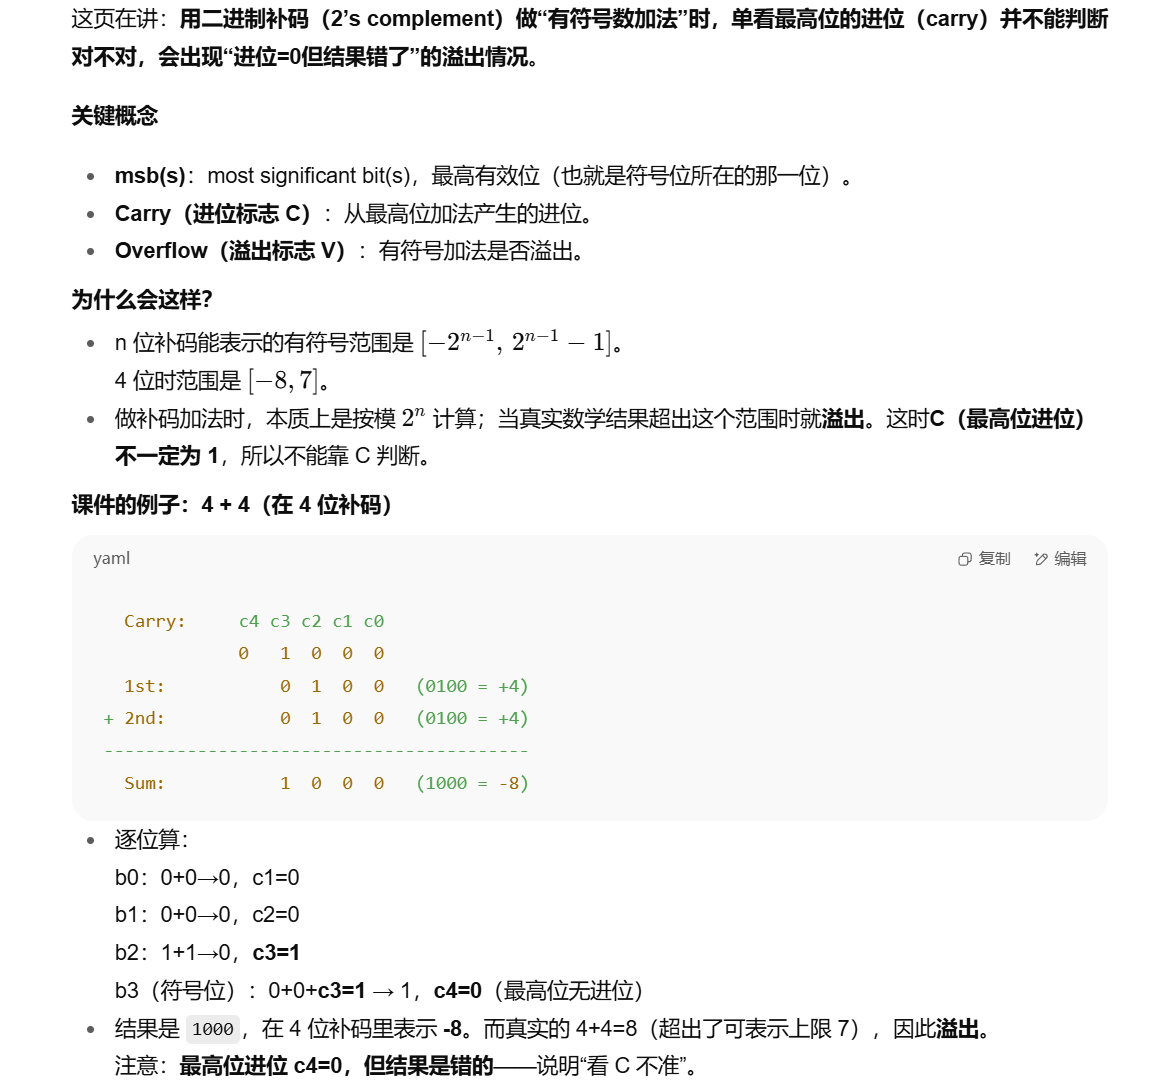 这页在讲：用二进制补码（2’s complement）做“有符号数加法”时，单看最高位的进位（carry）并不能判断
对不对，会出现“进位=0但结果错了”的溢出情况。
关键概念
• msb(s)：most significant bit(s)，最高有效位（也就是符号位所在的那一位）。
• Carry（进位标志 C）：从最高位加法产生的进位。
• Overflow（溢出标志 V）：有符号加法是否溢出。
为什么会这样？
• n 位补码能表示的有符号范围是 [−2^{n−1}, 2^{n−1} − 1]。
4 位时范围是 [−8, 7]。
• 做补码加法时，本质上是按模 2^n 计算；当真实数学结果超出这个范围时就溢出。这时C（最高位进位）
不一定为 1，所以不能靠 C 判断。
课件的例子：4 + 4（在 4 位补码）
yaml 复制 编辑
Carry: c4 c3 c2 c1 c0
0 1 0 0 0
1st: 0 1 0 0 (0100 = +4)
+ 2nd: 0 1 0 0 (0100 = +4)
-----------------------------------------
Sum: 1 0 0 0 (1000 = -8)
• 逐位算：
b0：0+0→0，c1=0
b1：0+0→0，c2=0
b2：1+1→0，c3=1
b3（符号位）：0+0+c3=1 → 1，c4=0（最高位无进位）
• 结果是 1000，在 4 位补码里表示 -8。而真实的 4+4=8（超出了可表示上限 7），因此溢出。
注意：最高位进位 c4=0，但结果是错的——说明“看 C 不准”。